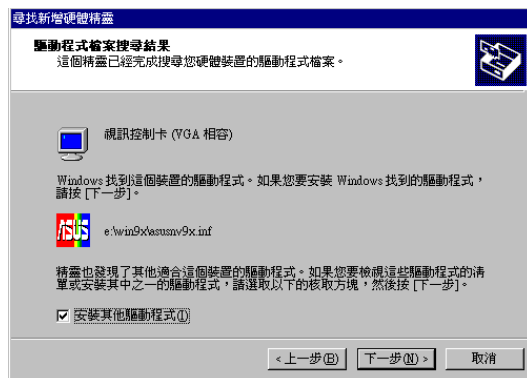 尋找新增硬體精靈
驅動程式檔案搜尋結果
這個精靈已經完成搜尋您硬體裝置的驅動程式檔案。
視訊控制卡 (VGA 相容)
Windows 找到這個裝置的驅動程式。如果您要安裝 Windows 找到的驅動程式，
請按 [下一步]。
ASUS
e:\win9x\asusnv9x.inf
精靈也發現了其他適合這個裝置的驅動程式。如果您要檢視這些驅動程式的清
單或安裝其中之一的驅動程式，請選取以下的核取方塊，然後按 [下一步]。
安裝其他驅動程式(I)
<上一步(B) 下一步(N)> 取消